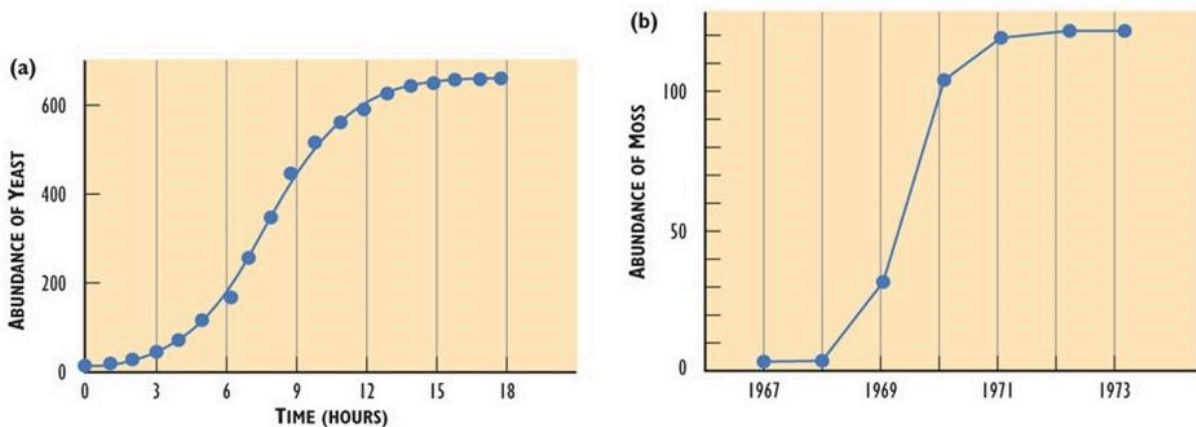 (a)
ABUNDANCE OF YEAST
600
400
200
0
0 3 6 9 12 15 18
TIME (HOURS)
(b)
ABUNDANCE OF MOSS
100
50
0
1967 1969 1971 1973